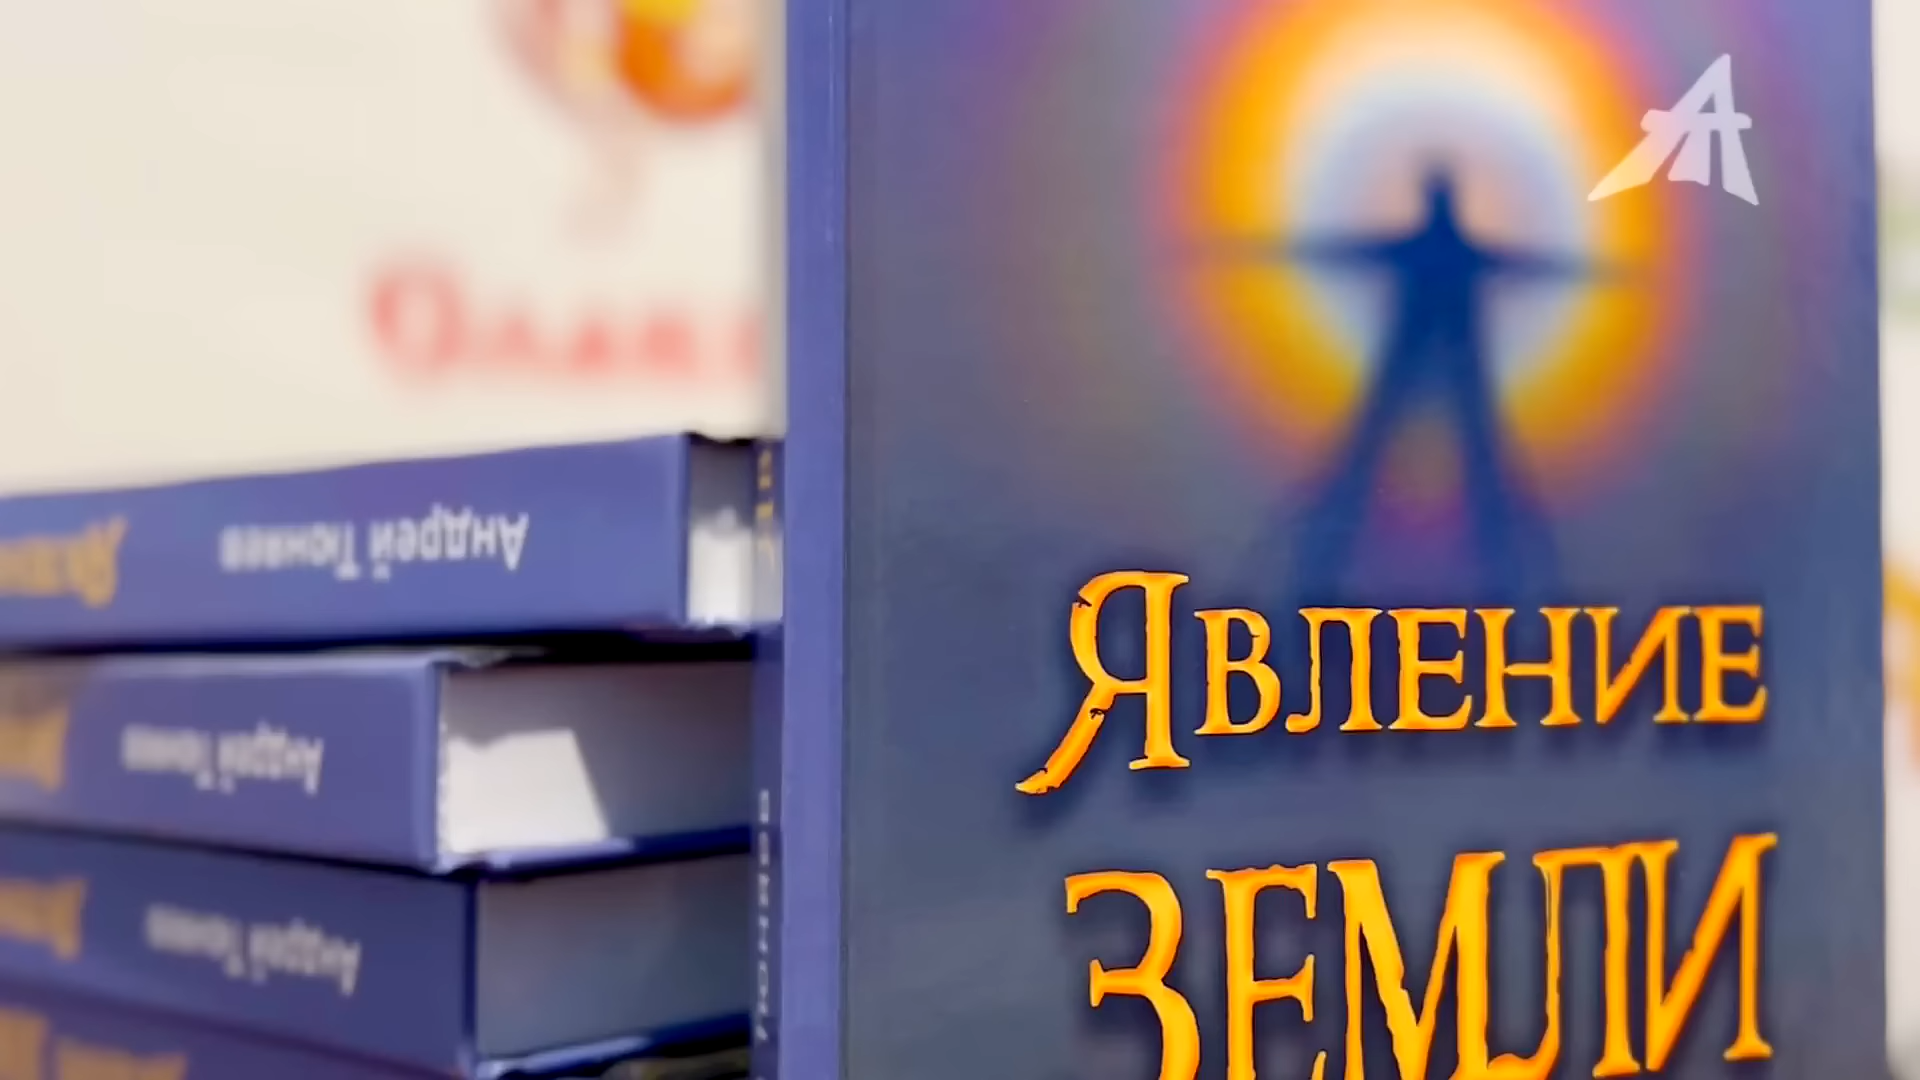 Явление
земли
Андрей Тюняев
Андрей Тюняев
Андрей Тюняев